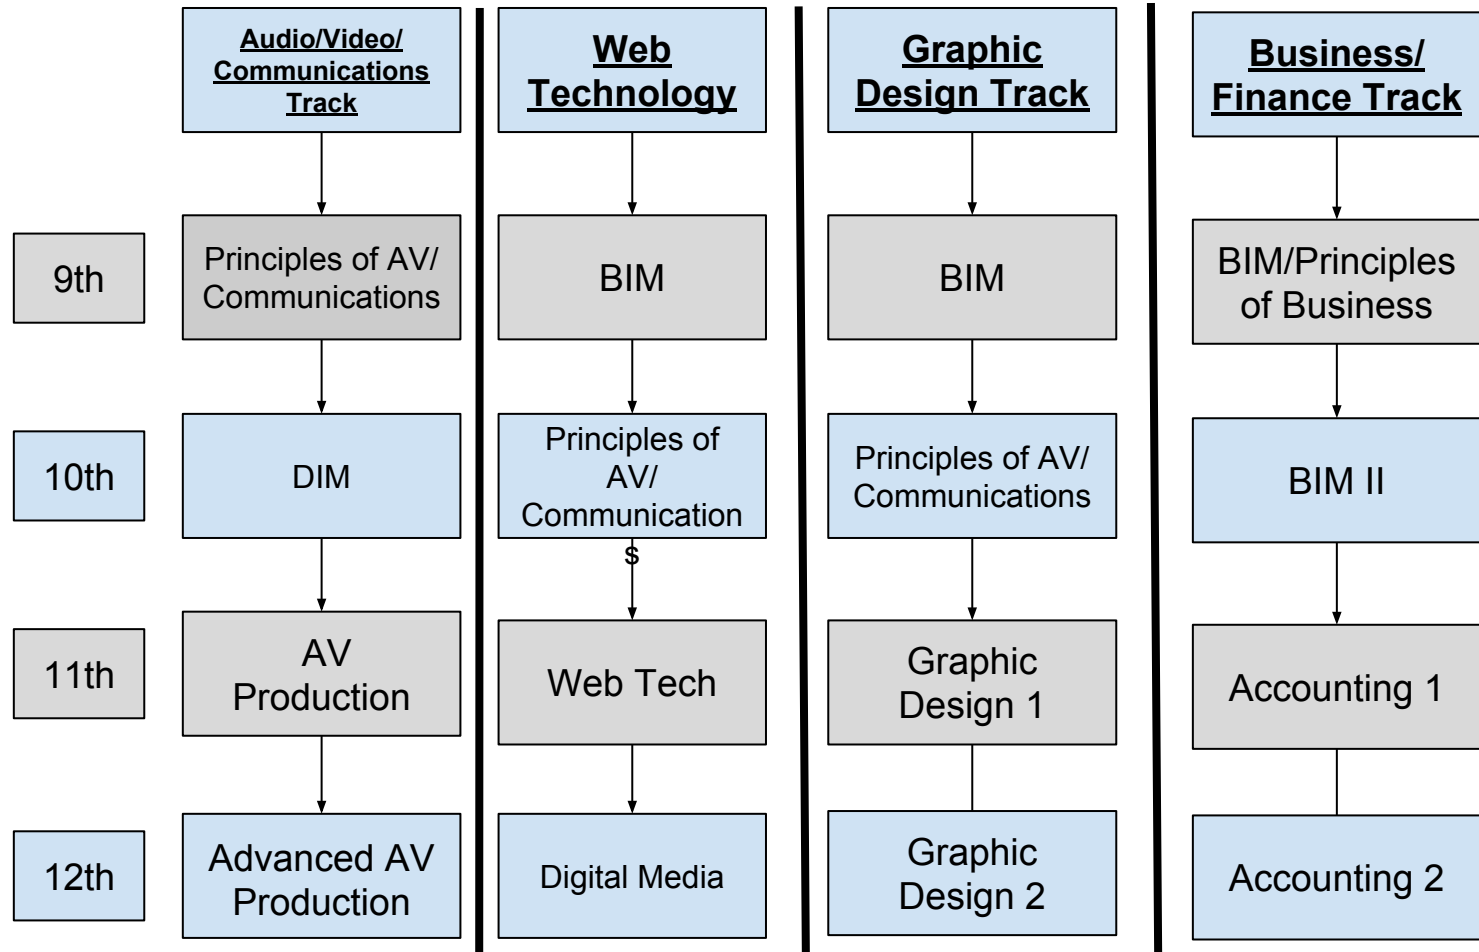 Audio/Video/
Communications
Track
Web
Technology
Graphic
Design Track
Business/
Finance Track
9th
Principles of AV/
Communications
BIM
BIM
BIM/Principles
of Business
10th
DIM
Principles of
AV/
Communication
s
Principles of AV/
Communications
BIM II
11th
AV
Production
Web Tech
Graphic
Design 1
Accounting 1
12th
Advanced AV
Production
Digital Media
Graphic
Design 2
Accounting 2